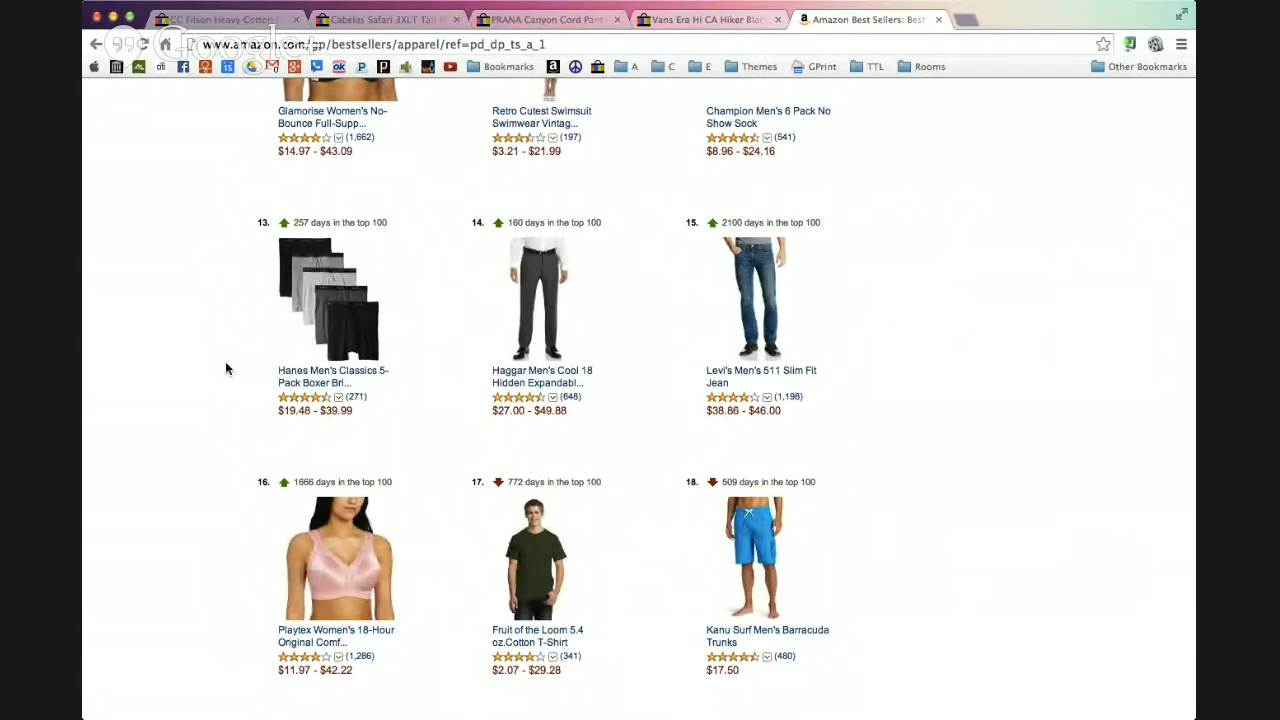 CC Filson Heavy Cotton F
Cabelas Safari 3XLT Tall
PRANA Canyon Cord Pant
Vans Era Hi CA Hiker Blac
Amazon Best Sellers: Best
Google+
www.amazon.com/gp/bestsellers/apparel/ref=pd_dp_ts_a_1
citi
15
ok
P
P
Bookmarks
a
A
C
E
Themes
GPrint
TTL
Rooms
Other Bookmarks
Glamorise Women's No-
Bounce Full-Supp...
(1,662)
$14.97 - $43.09
Retro Cutest Swimsuit
Swimwear Vintag...
(197)
$3.21 - $21.99
Champion Men's 6 Pack No
Show Sock
(541)
$8.96 - $24.16
13. 257 days in the top 100
Hanes Men's Classics 5-
Pack Boxer Bri...
(271)
$19.48 - $39.99
14. 160 days in the top 100
Haggar Men's Cool 18
Hidden Expandabl...
(648)
$27.00 - $49.88
15. 2100 days in the top 100
Levi's Men's 511 Slim Fit
Jean
(1,198)
$38.86 - $46.00
16. 1666 days in the top 100
Playtex Women's 18-Hour
Original Comf...
(1,286)
$11.97 - $42.22
17. 772 days in the top 100
Fruit of the Loom 5.4
oz.Cotton T-Shirt
(341)
$2.07 - $29.28
18. 509 days in the top 100
Kanu Surf Men's Barracuda
Trunks
(480)
$17.50